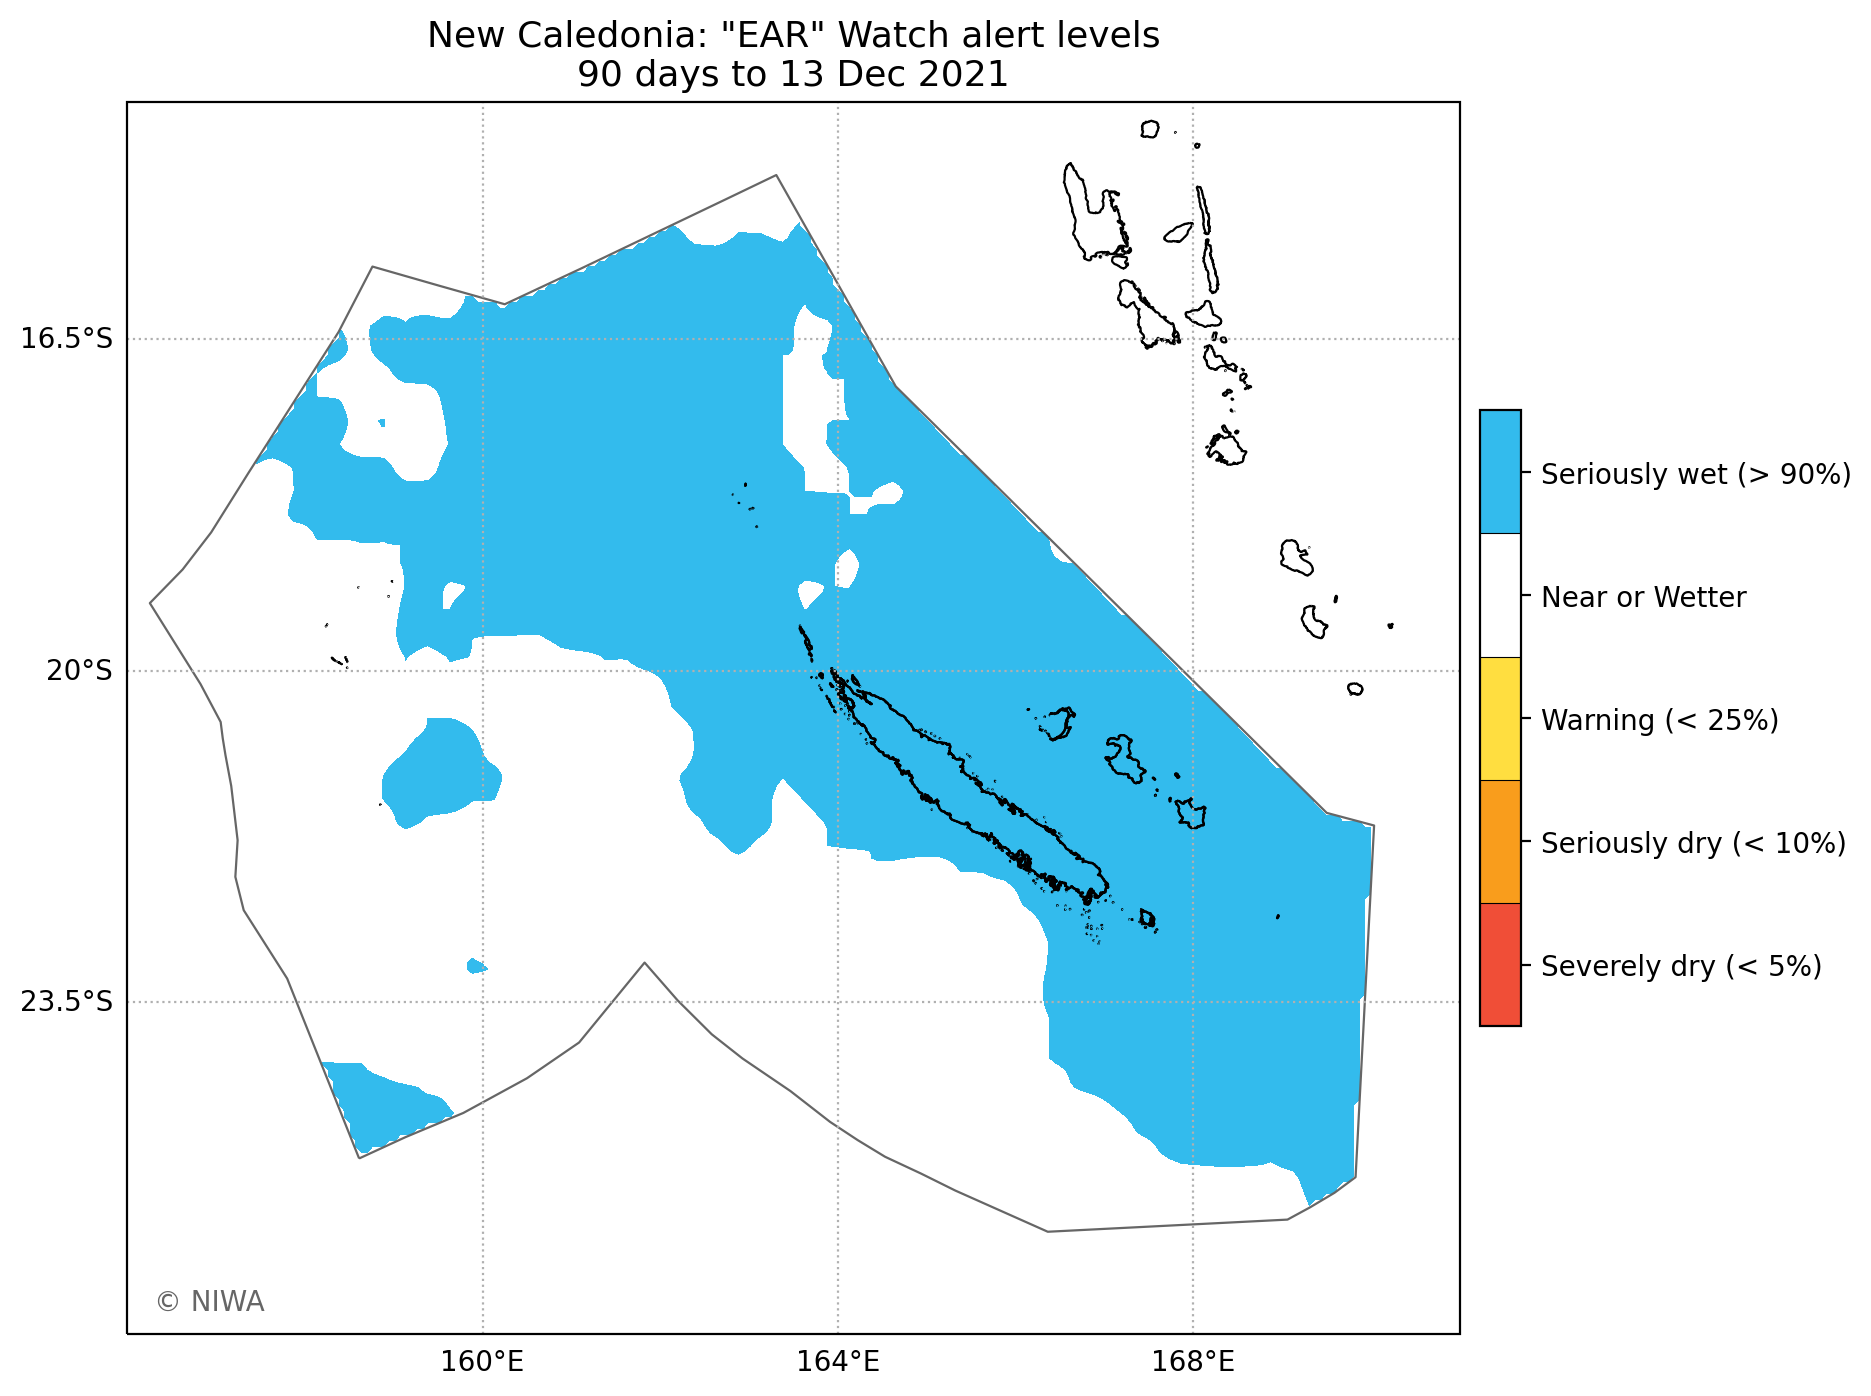 New Caledonia: "EAR" Watch alert levels
90 days to 13 Dec 2021
16.5°S
20°S
23.5°S
160°E
164°E
168°E
Seriously wet (> 90%)
Near or Wetter
Warning (< 25%)
Seriously dry (< 10%)
Severely dry (< 5%)
© NIWA